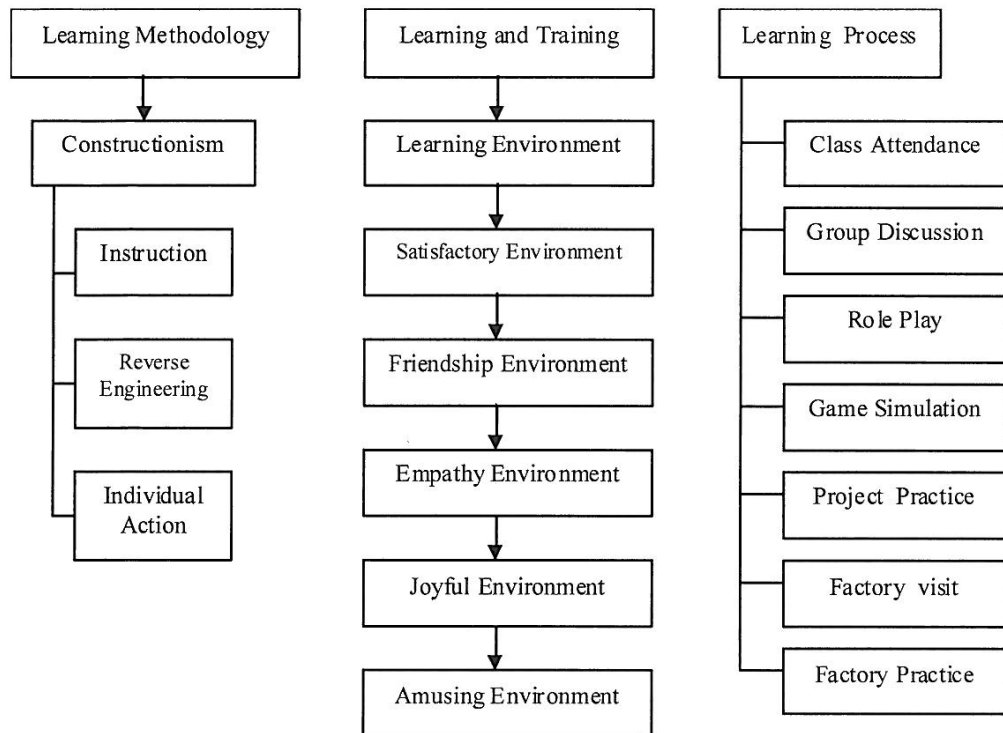 Learning Methodology
Constructionism
Instruction
Reverse
Engineering
Individual
Action
Learning and Training
Learning Environment
Satisfactory Environment
Friendship Environment
Empathy Environment
Joyful Environment
Amusing Environment
Learning Process
Class Attendance
Group Discussion
Role Play
Game Simulation
Project Practice
Factory visit
Factory Practice